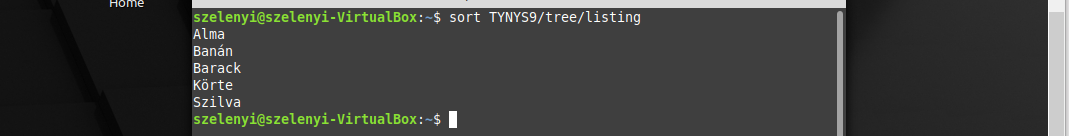 Home
szelenyi@szelenyi-VirtualBox:~$ sort TYNYS9/tree/listing
Alma
Banán
Barack
Körte
Szilva
szelenyi@szelenyi-VirtualBox:~$